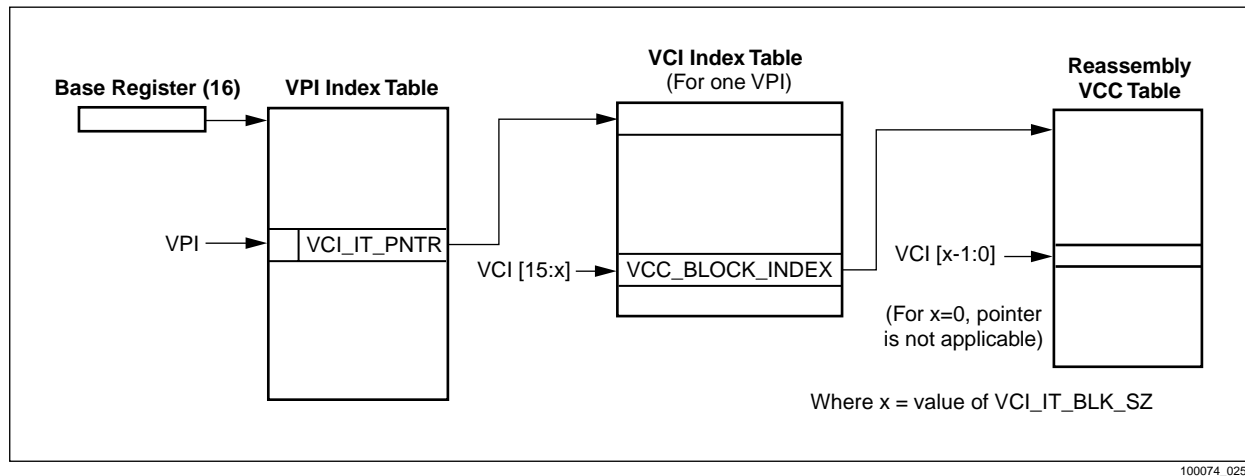 Base Register (16)
VPI Index Table
VCI Index Table
(For one VPI)
Reassembly
VCC Table
VPI
VCI_IT_PNTR
VCI [15:x]
VCC_BLOCK_INDEX
VCI [x-1:0]
(For x=0, pointer
is not applicable)
Where x = value of VCI_IT_BLK_SZ
100074_025